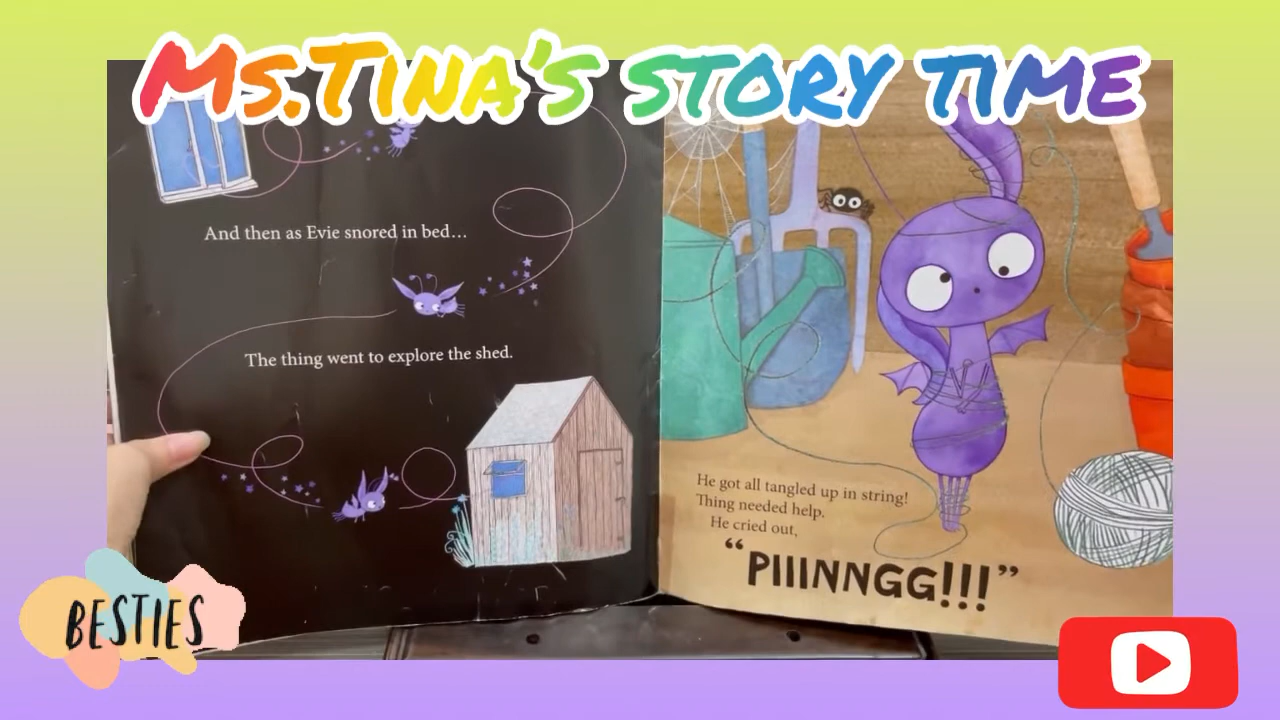 Ms.Tina's story time
And then as Evie snored in bed...
The thing went to explore the shed.
He got all tangled up in string!
Thing needed help.
He cried out,
“PIIINNGG!!!”
BESTIES